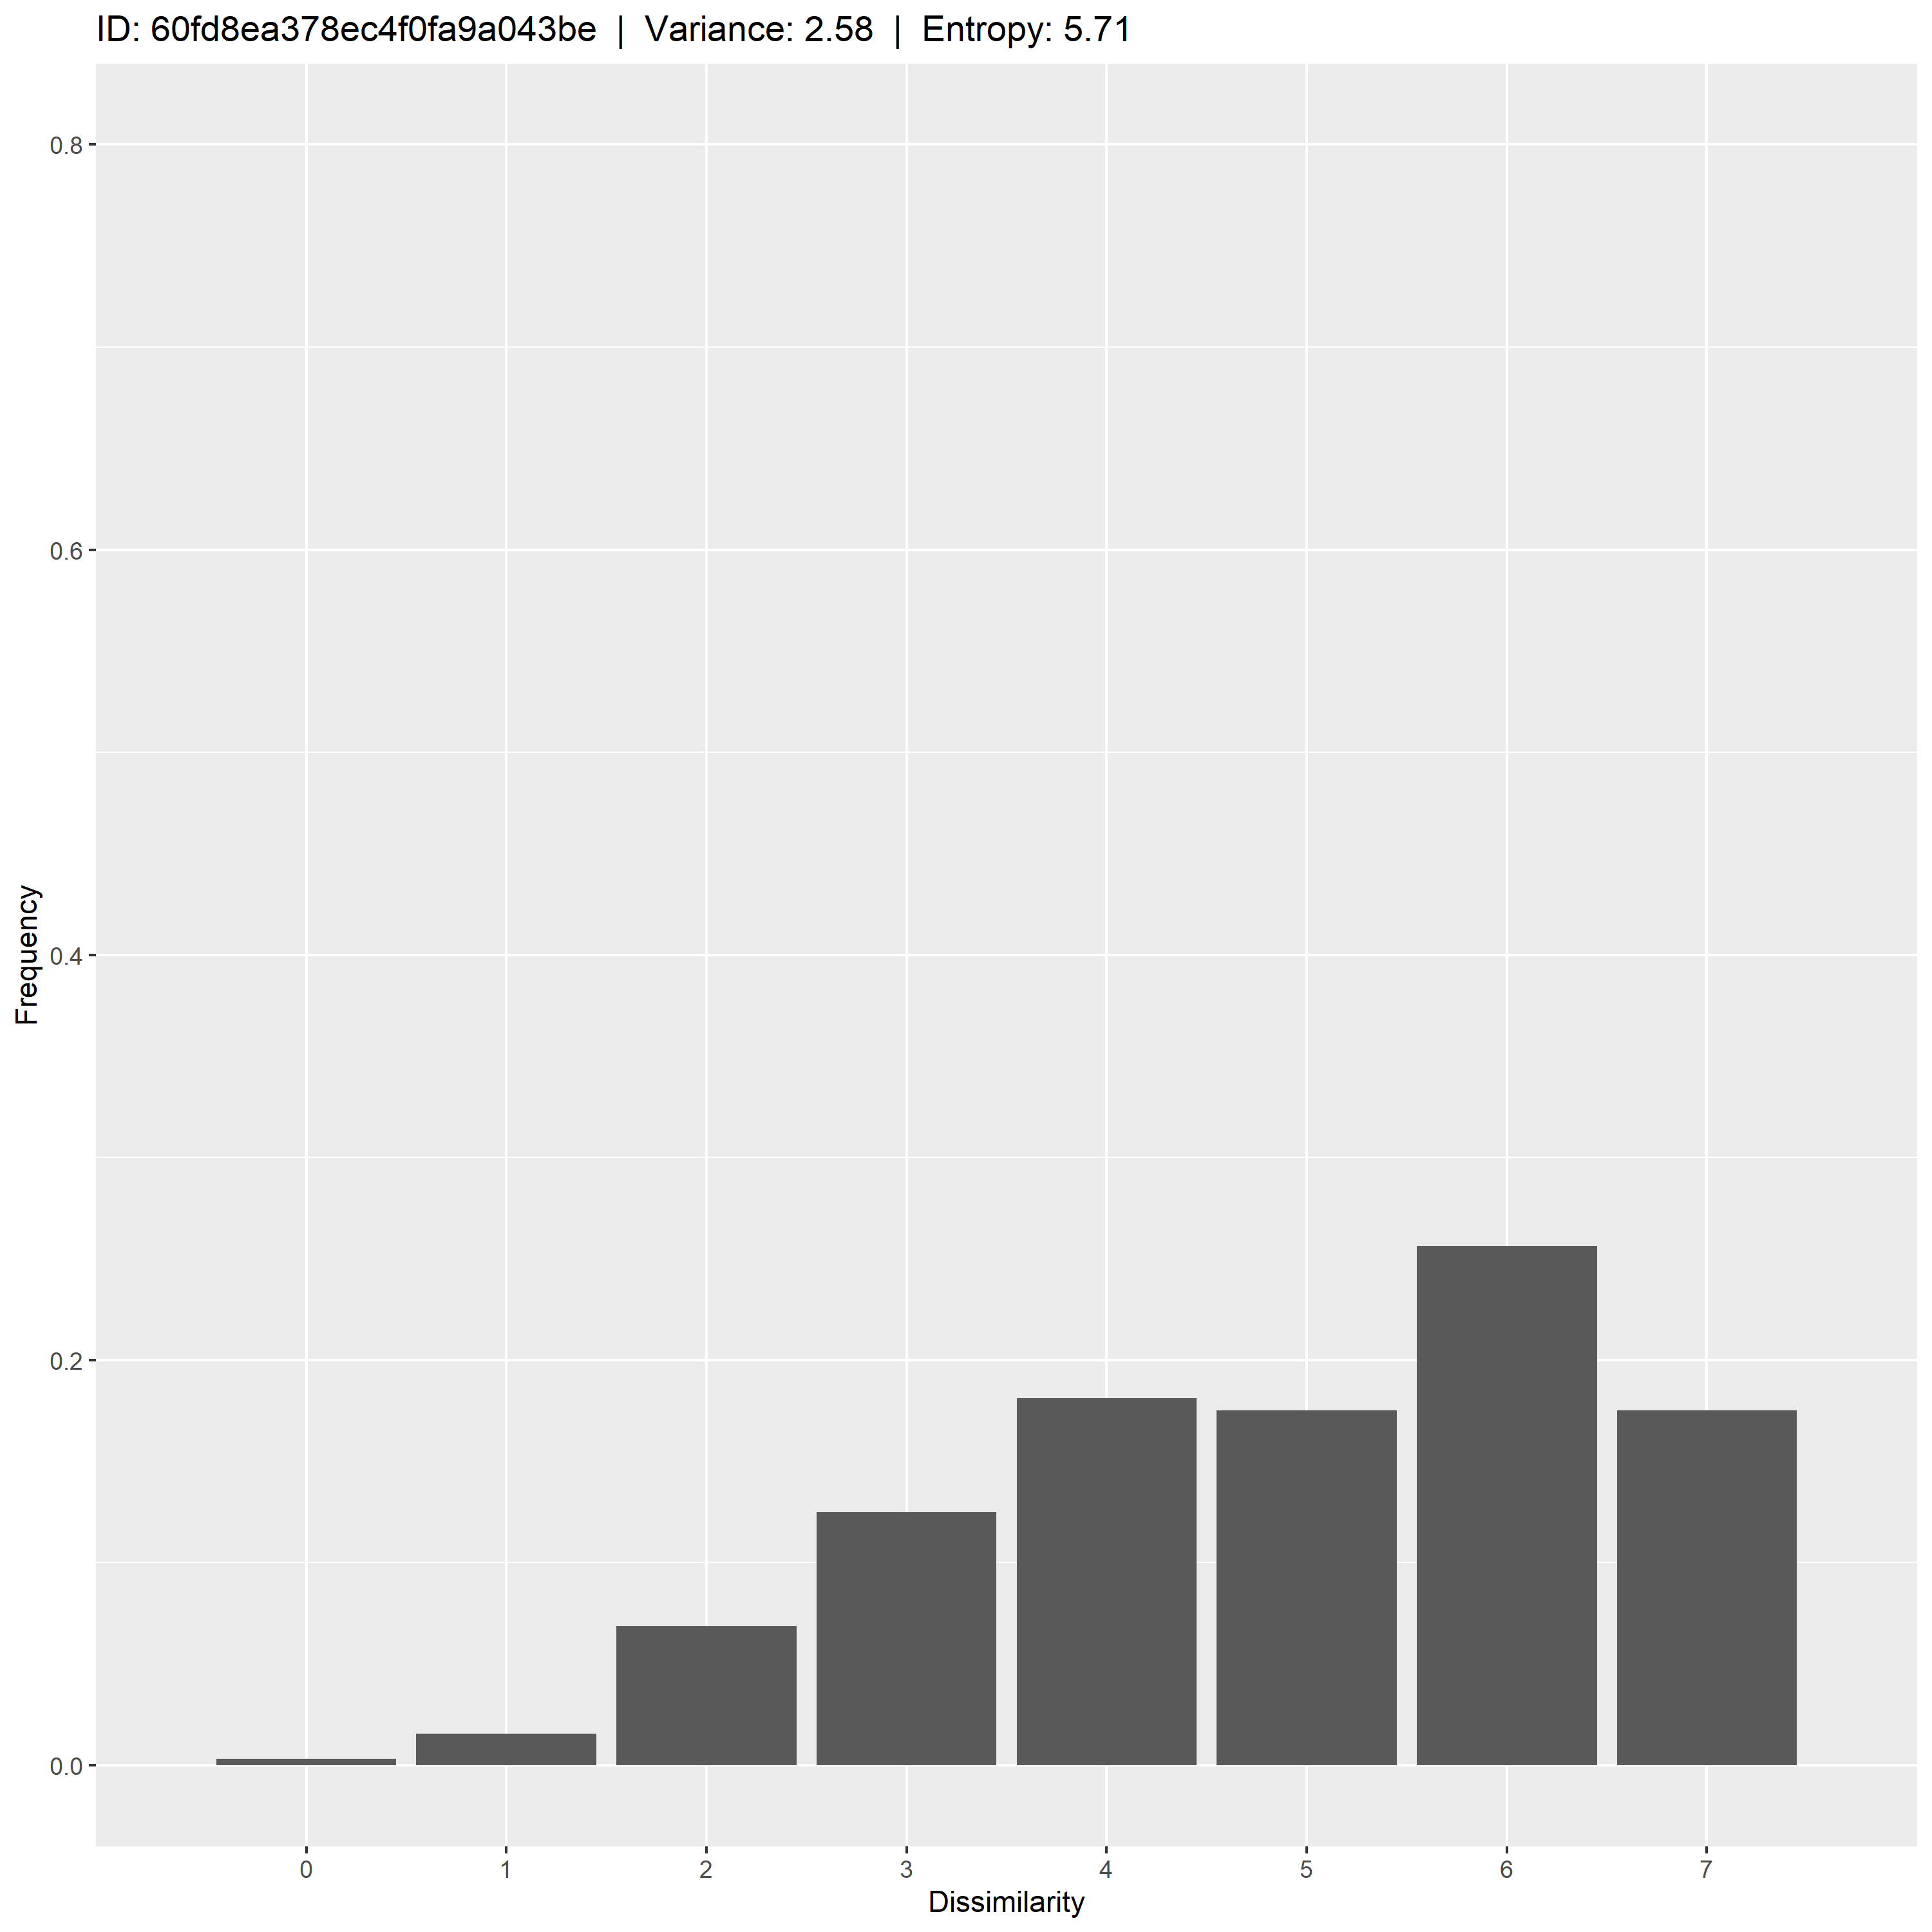 ID: 60fd8ea378ec4f0fa9a043be | Variance: 2.58 | Entropy: 5.71
Frequency
0.8
0.6
0.4
0.2
0.0
0 1 2 3 4 5 6 7
Dissimilarity